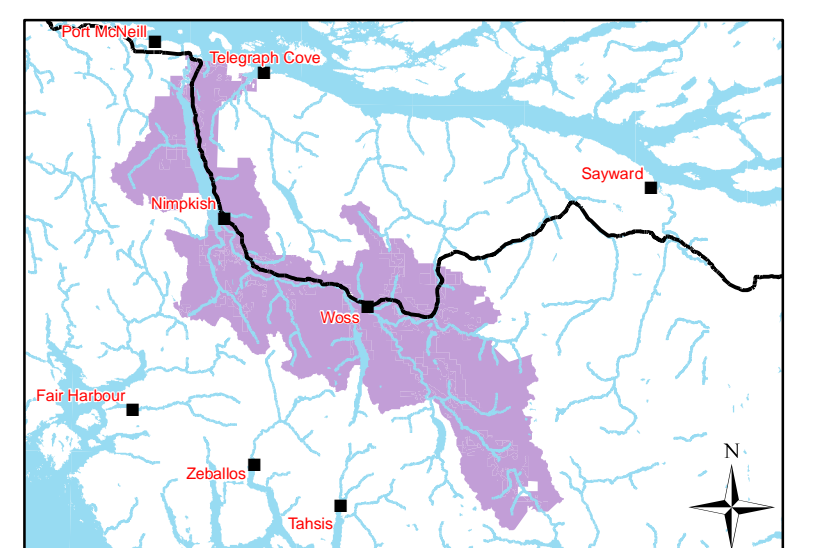 Port McNeill
Telegraph Cove
Sayward
Nimpkish
Woss
Fair Harbour
N
Zeballos
Tahsis